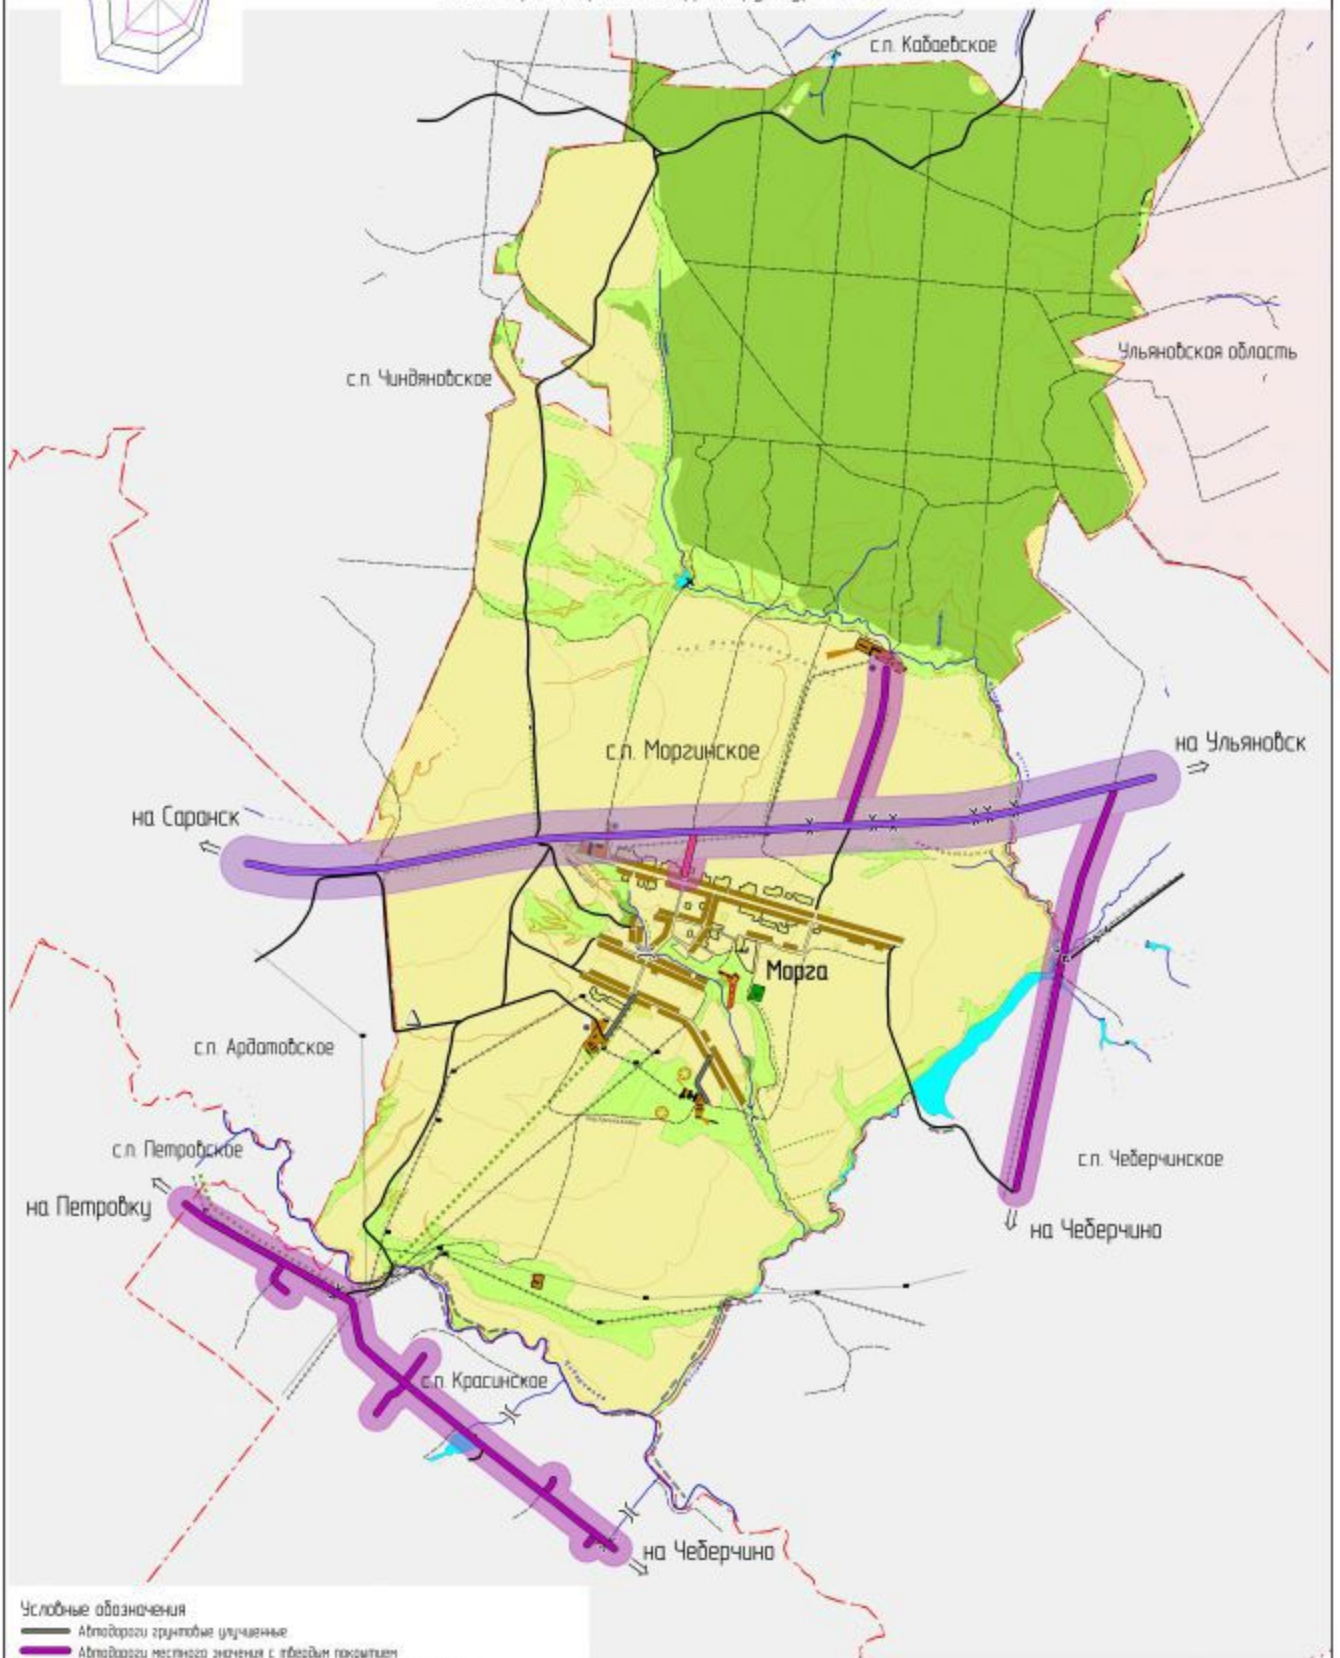 с.п. Кабаевское
Ульяновская область
с.п. Чиндяновское
с.п. Моргинское
на Ульяновск
на Саранск
Морга
с.п. Ардатовское
с.п. Петровское
с.п. Чеберчинское
на Петровку
на Чеберчино
с.п. Красинское
на Чеберчино
Условные обозначения
Автодороги грунтовые улучшенные
Автодороги местного значения с твердым покрытием